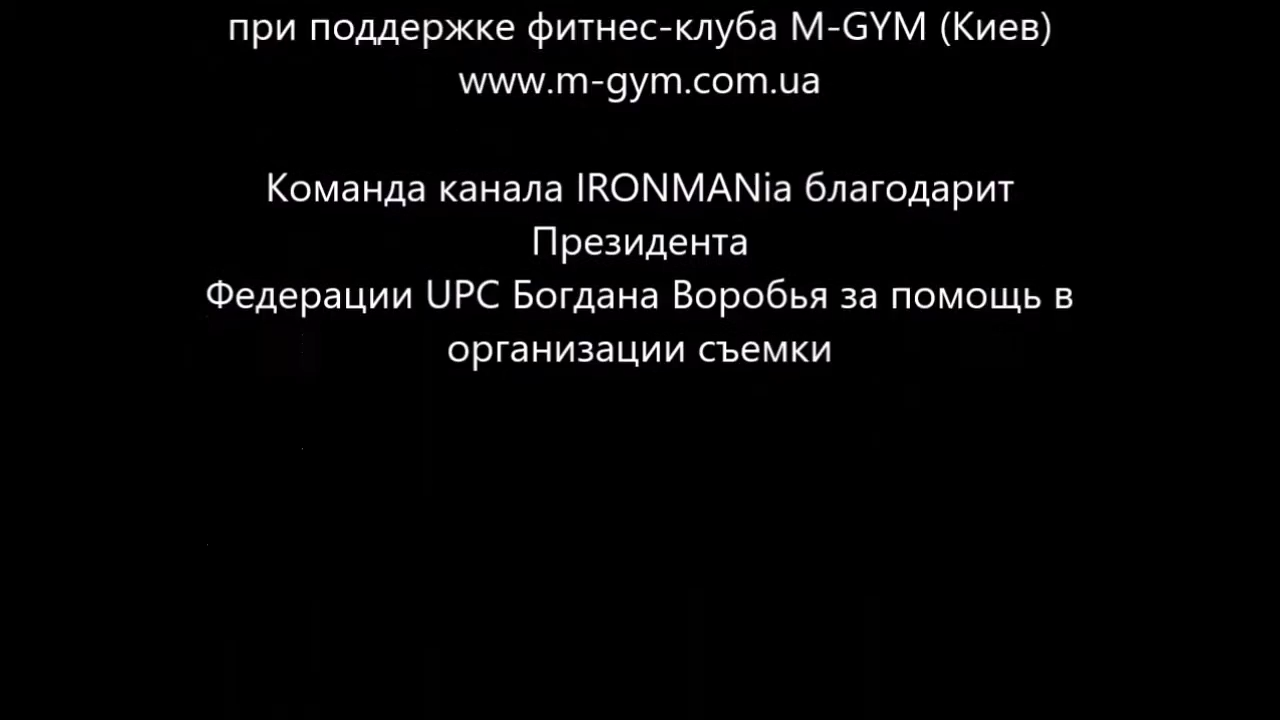 при поддержке фитнес-клуба M-GYM (Киев)
www.m-gym.com.ua
Команда канала IRONMANia благодарит
Президента
Федерации UPC Богдана Воробья за помощь в
организации съемки